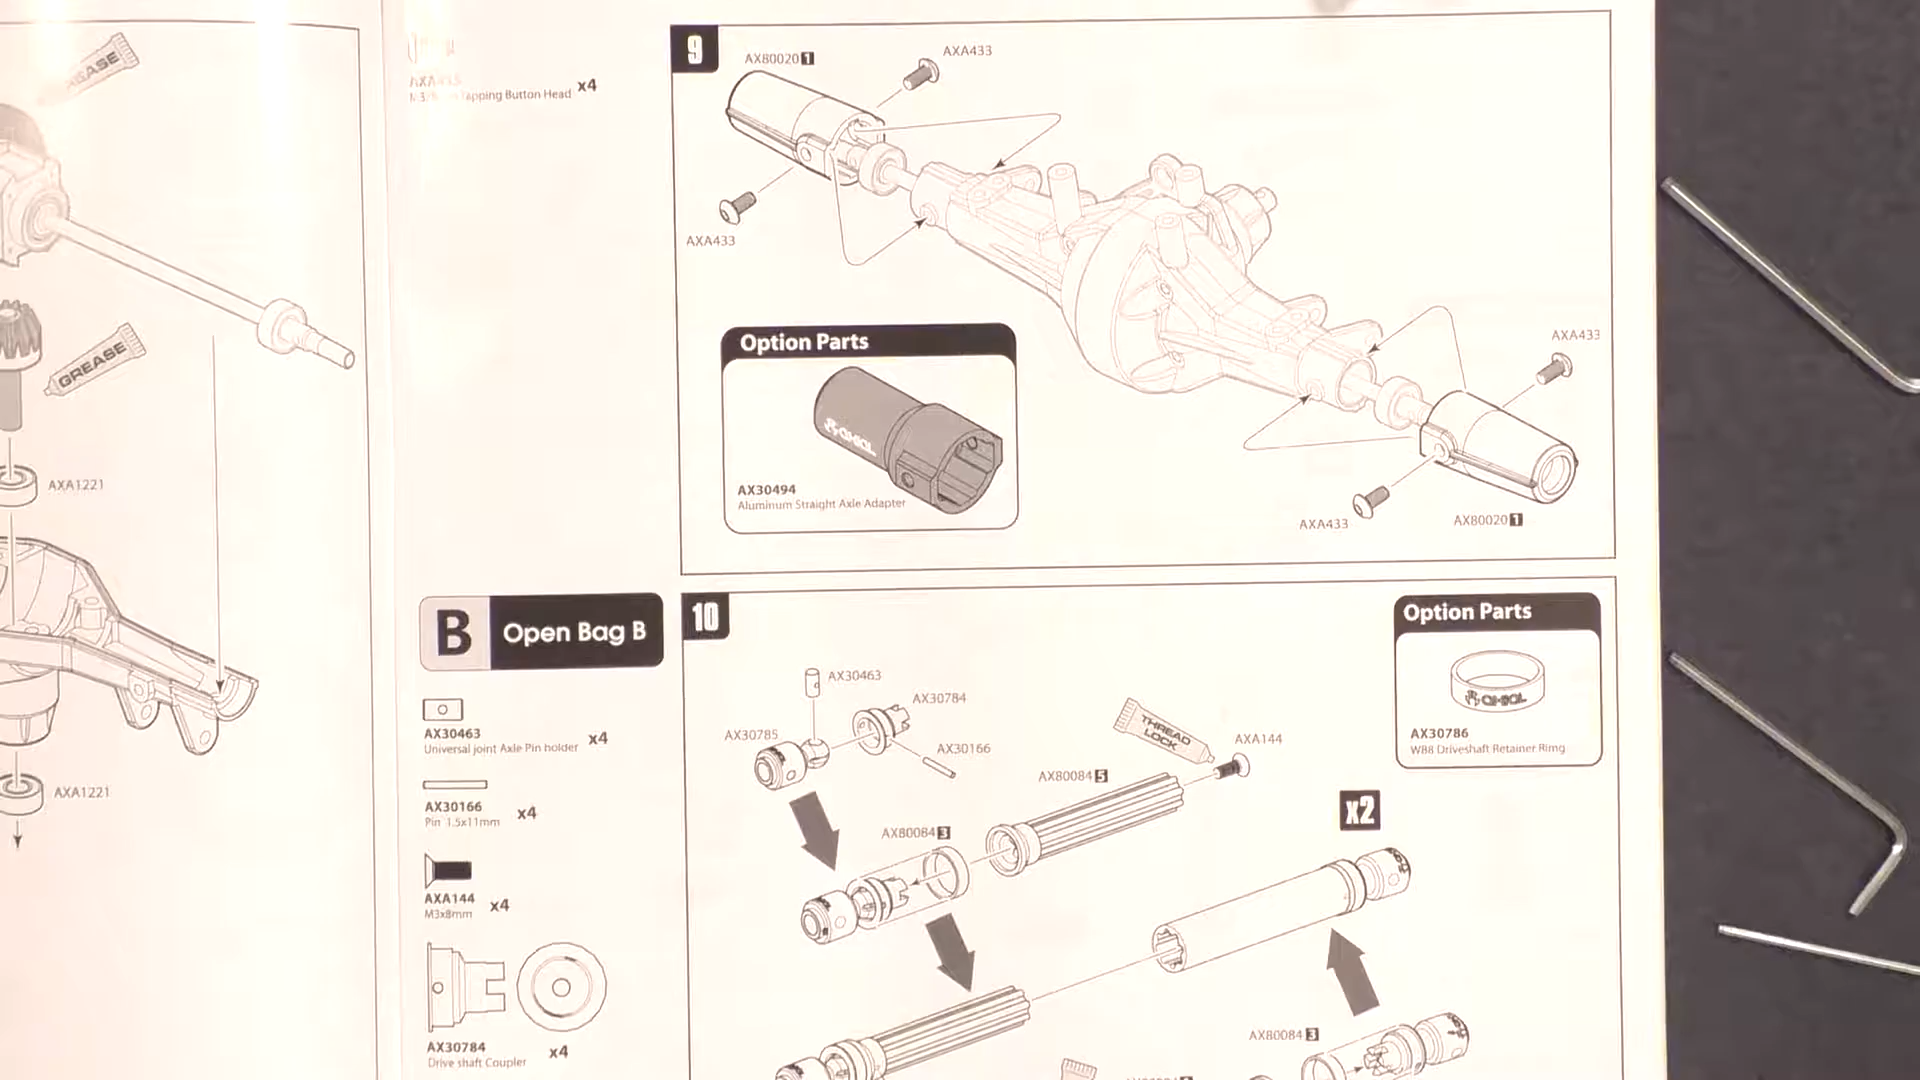 GREASE
GREASE
AXA1221
AXA1221
Tapping Button Head x4
9
AX80020 1
AXA433
AXA433
AXA433
AXA433
AX80020 1
Option Parts
AXIAL
AX30494
Aluminum Straight Axle Adapter
B Open Bag B
AX30463
Universal joint Axle Pin holder x4
AX30166
Pin 1.5x11mm x4
AXA144
M3x8mm x4
AX30784
Drive shaft Coupler x4
10
AX30463
AX30784
AX30785
AX30166
THREAD
LOCK
AXA144
AX80084 5
AX80084 3
x2
AX80084 3
Option Parts
AXIAL
AX30786
WB8 Driveshaft Retainer Rimg